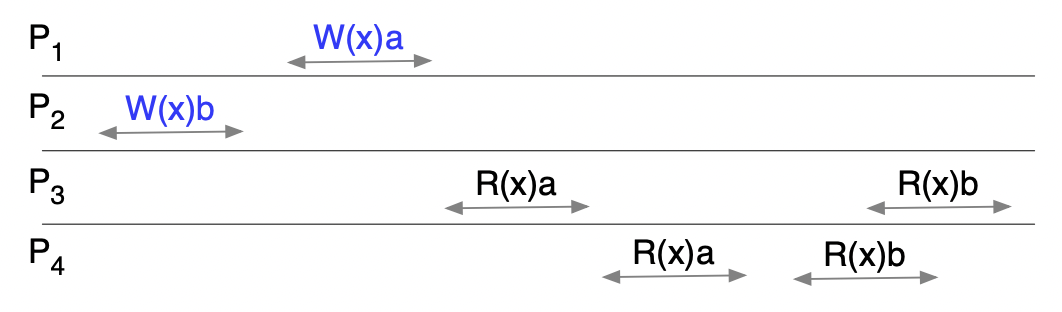 P1 W(x)a
P2 W(x)b
P3 R(x)a R(x)b
P4 R(x)a R(x)b